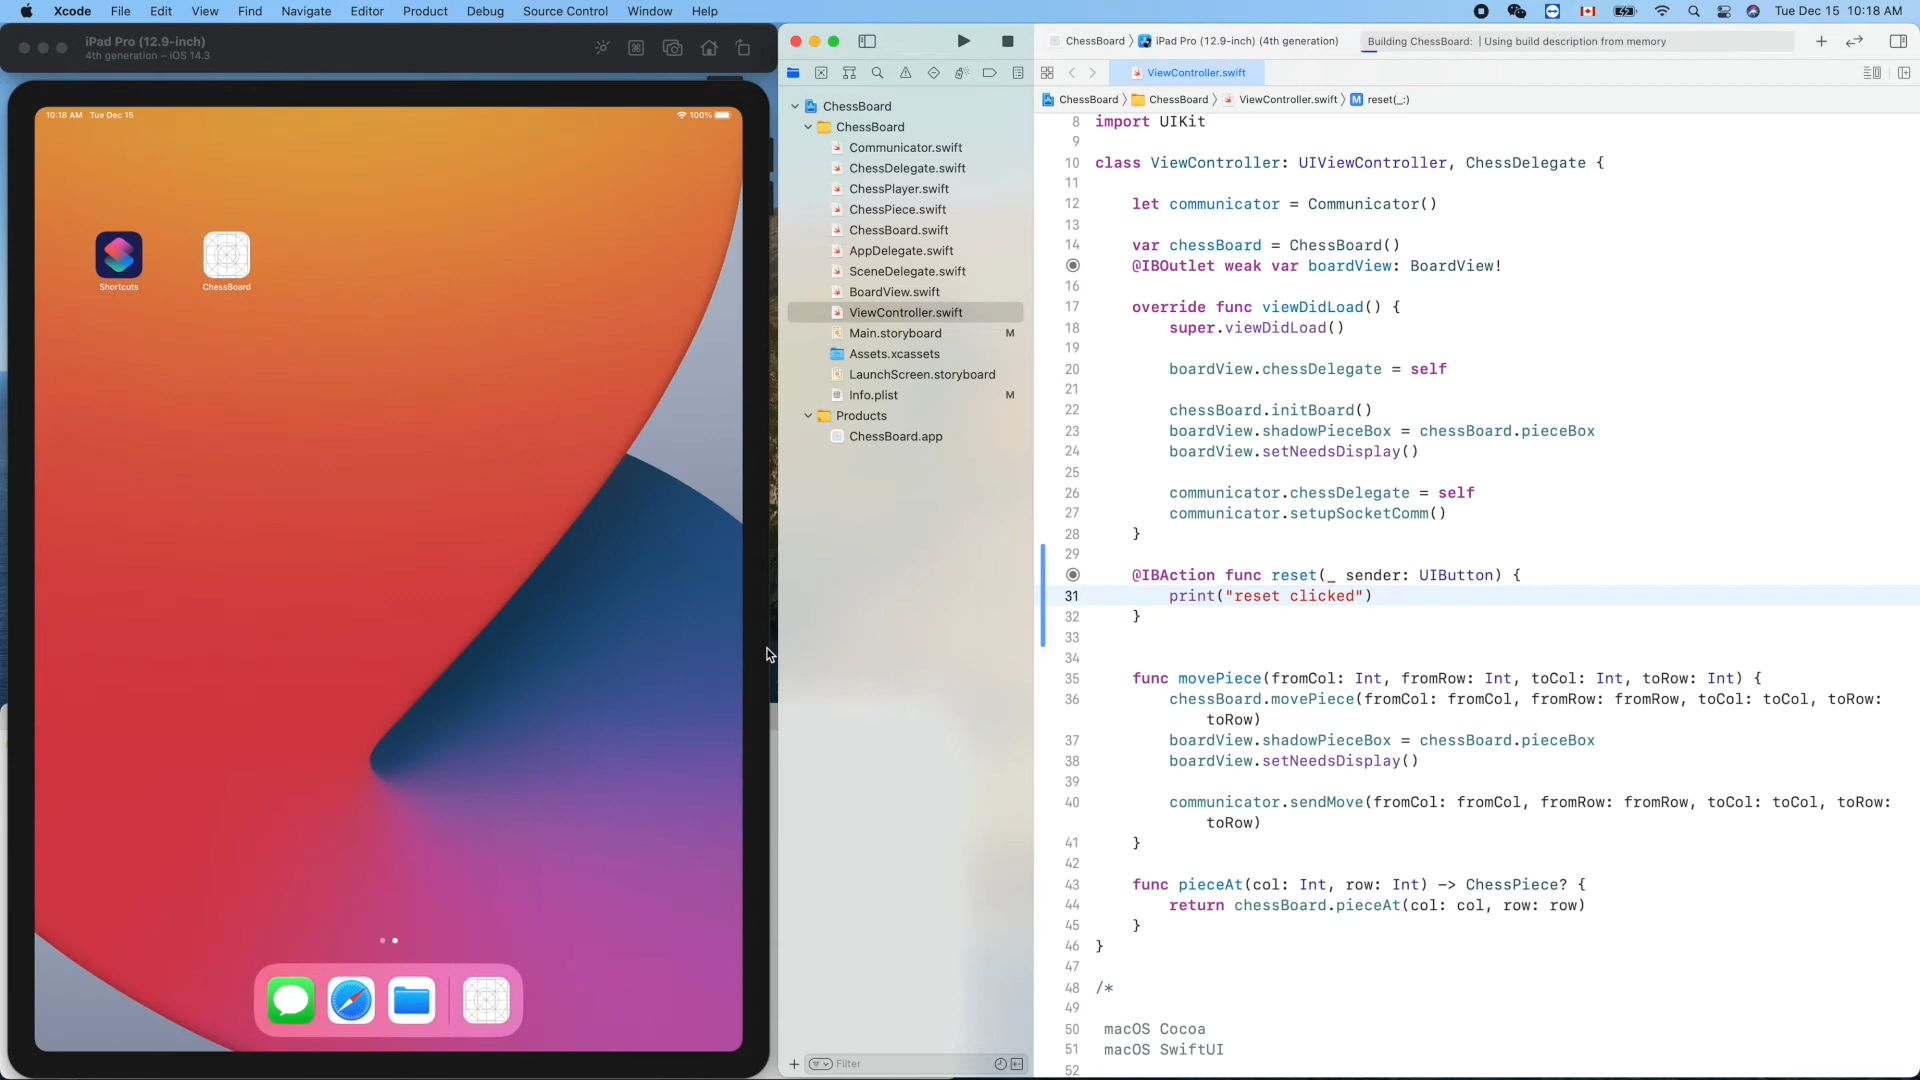 Xcode File Edit View Find Navigate Editor Product Debug Source Control Window Help Tue Dec 15 10:18 AM
iPad Pro (12.9-inch)
4th generation – iOS 14.3
10:18 AM Tue Dec 15 100%
Shortcuts ChessBoard
ChessBoard iPad Pro (12.9-inch) (4th generation) Building ChessBoard: | Using build description from memory
ViewController.swift
ChessBoard ChessBoard ViewController.swift M reset(_:)
ChessBoard
ChessBoard
Communicator.swift
ChessDelegate.swift
ChessPlayer.swift
ChessPiece.swift
ChessBoard.swift
AppDelegate.swift
SceneDelegate.swift
BoardView.swift
ViewController.swift
Main.storyboard M
Assets.xcassets
LaunchScreen.storyboard
Info.plist M
Products
ChessBoard.app
Filter
8 import UIKit
9
10 class ViewController: UIViewController, ChessDelegate {
11
12 let communicator = Communicator()
13
14 var chessBoard = ChessBoard()
@IBOutlet weak var boardView: BoardView!
16
17 override func viewDidLoad() {
18 super.viewDidLoad()
19
20 boardView.chessDelegate = self
21
22 chessBoard.initBoard()
23 boardView.shadowPieceBox = chessBoard.pieceBox
24 boardView.setNeedsDisplay()
25
26 communicator.chessDelegate = self
27 communicator.setupSocketComm()
28 }
29
@IBAction func reset(_ sender: UIButton) {
31 print("reset clicked")
32 }
33
34
35 func movePiece(fromCol: Int, fromRow: Int, toCol: Int, toRow: Int) {
36 chessBoard.movePiece(fromCol: fromCol, fromRow: fromRow, toCol: toCol, toRow:
toRow)
37 boardView.shadowPieceBox = chessBoard.pieceBox
38 boardView.setNeedsDisplay()
39
40 communicator.sendMove(fromCol: fromCol, fromRow: fromRow, toCol: toCol, toRow:
toRow)
41 }
42
43 func pieceAt(col: Int, row: Int) -> ChessPiece? {
44 return chessBoard.pieceAt(col: col, row: row)
45 }
46 }
47
48 /*
49
50 macOS Cocoa
51 macOS SwiftUI
52